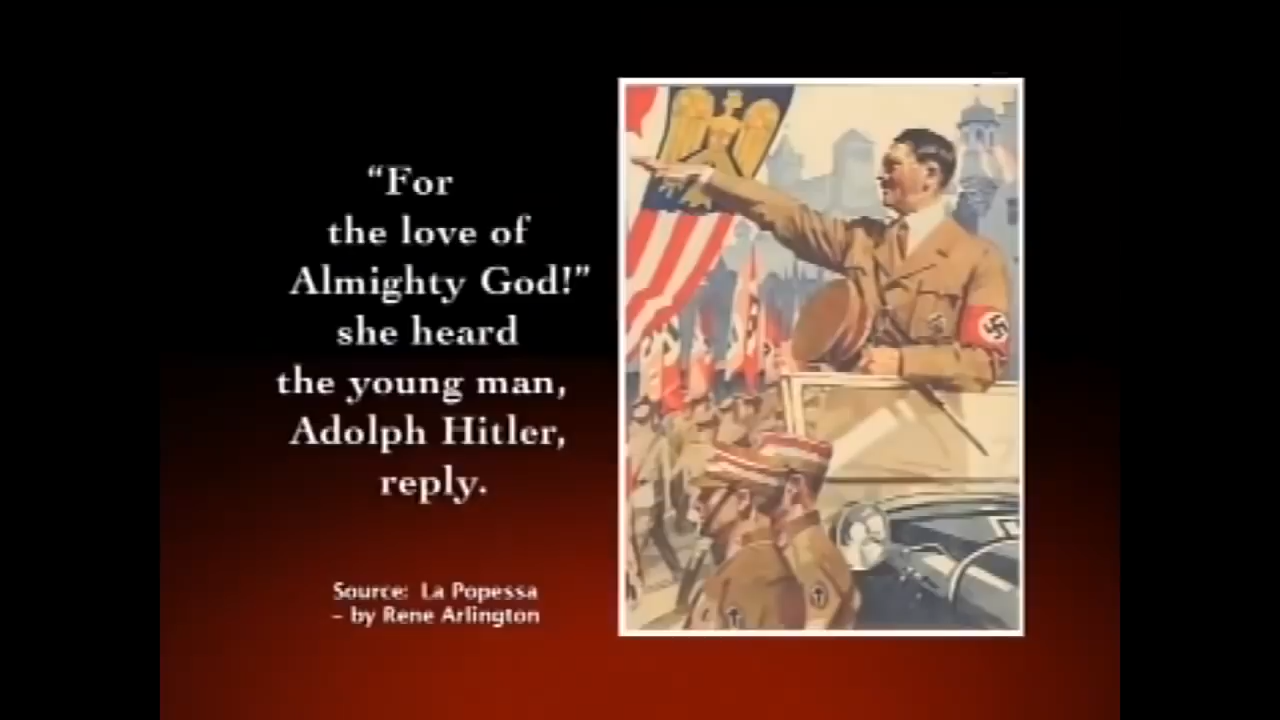 “For
the love of
Almighty God!”
she heard
the young man,
Adolph Hitler,
reply.
Source: La Popessa
– by Rene Arlington